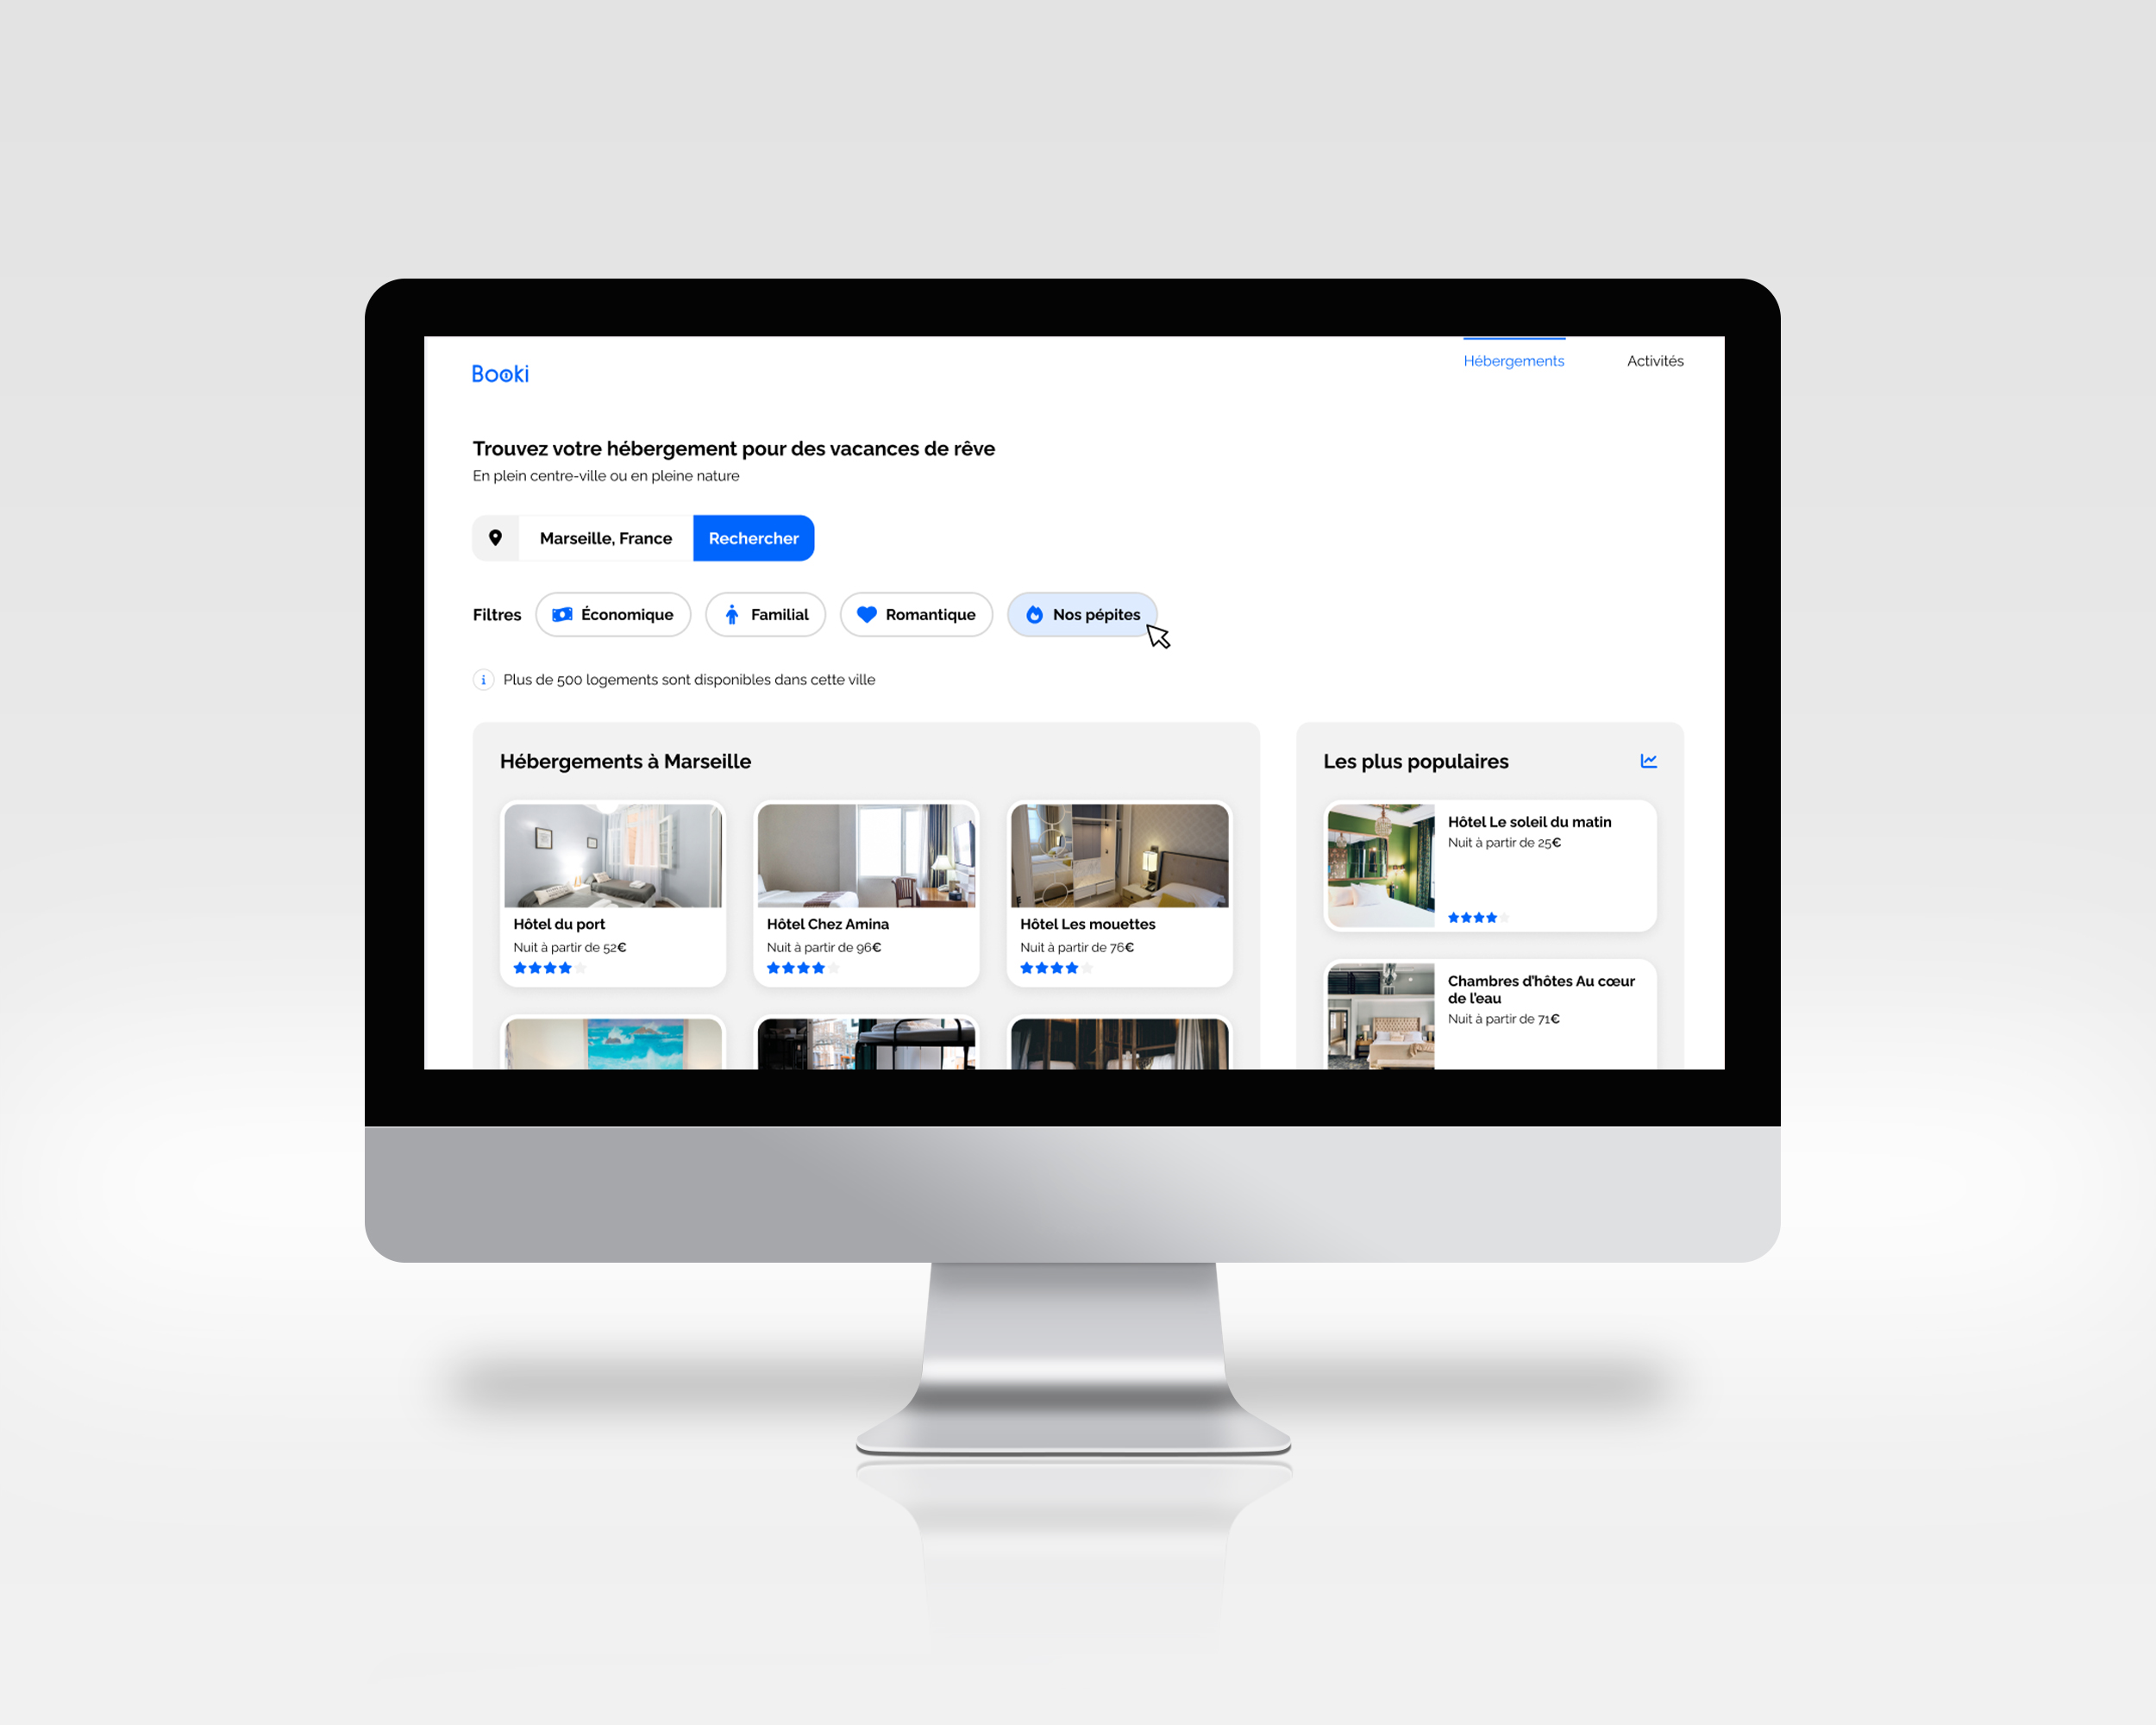 Booki
Hébergements
Activités
Trouvez votre hébergement pour des vacances de rêve
En plein centre-ville ou en pleine nature
Marseille, France
Rechercher
Filtres
Économique
Familial
Romantique
Nos pépites
Plus de 500 logements sont disponibles dans cette ville
Hébergements à Marseille
Hôtel du port
Nuit à partir de 52€
Hôtel Chez Amina
Nuit à partir de 96€
Hôtel Les mouettes
Nuit à partir de 76€
Les plus populaires
Hôtel Le soleil du matin
Nuit à partir de 25€
Chambres d'hôtes Au cœur
de l'eau
Nuit à partir de 71€